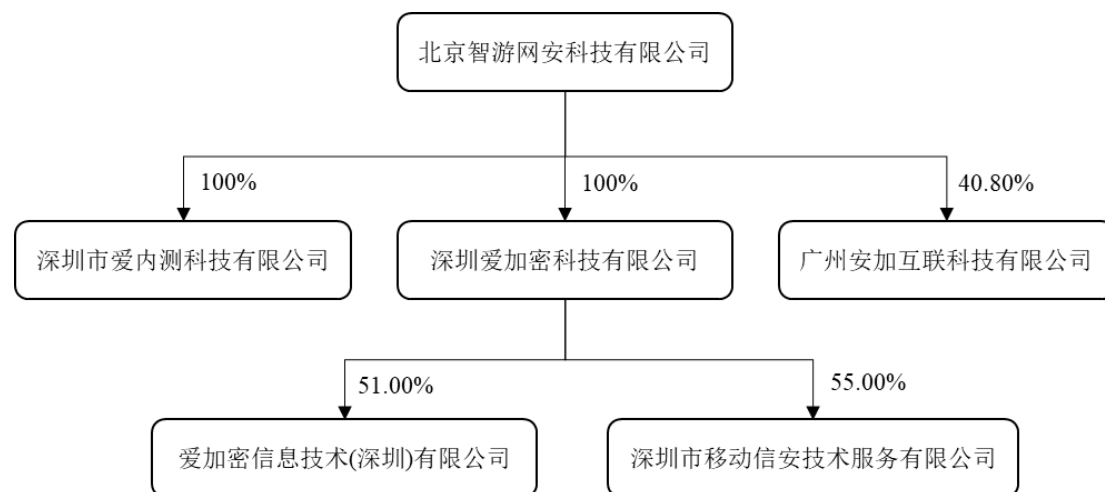 北京智游网安科技有限公司
100%
100%
40.80%
深圳市爱内测科技有限公司
深圳爱加密科技有限公司
广州安加互联科技有限公司
51.00%
55.00%
爱加密信息技术(深圳)有限公司
深圳市移动信安技术服务有限公司